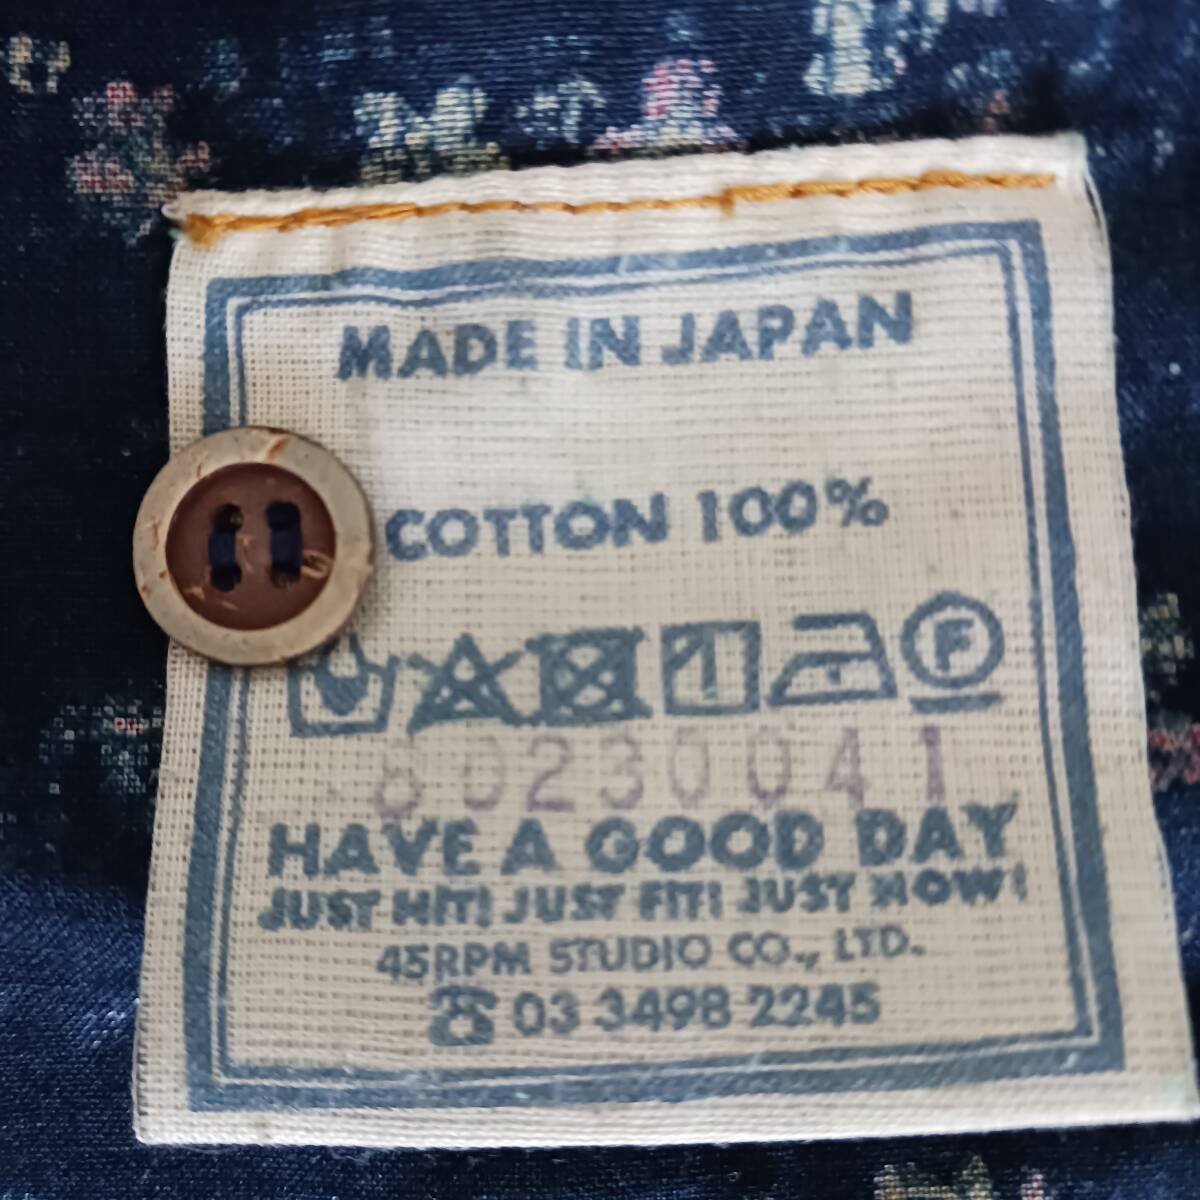 MADE IN JAPAN
COTTON 100%
F
80230041
HAVE A GOOD DAY
JUST HIT! JUST FIT! JUST NOW!
45RPM STUDIO CO., LTD.
☎ 03 3498 2245